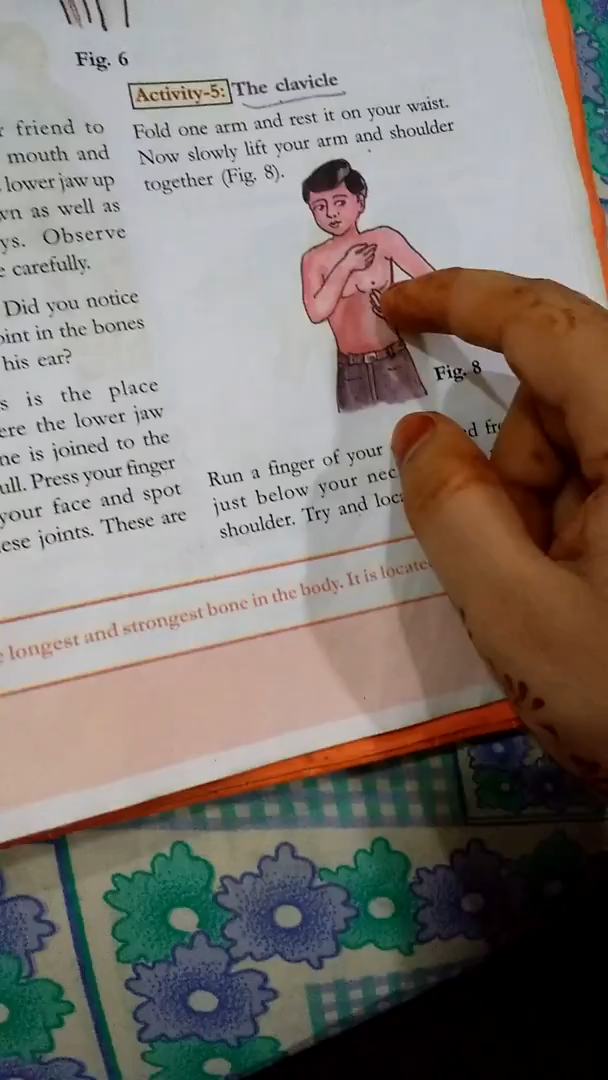 Fig. 6
friend to
mouth and
lower jaw up
as well as
Observe
carefully.
Did you notice
in the bones
his ear?
is the place
the lower jaw
is joined to the
Press your finger
your face and spot
joints. These are
Activity-5: The clavicle
Fold one arm and rest it on your waist.
Now slowly lift your arm and shoulder
together (Fig. 8).
Fig. 8
Run a finger of your
just below your
shoulder. Try and
longest and strongest bone in the body. It is